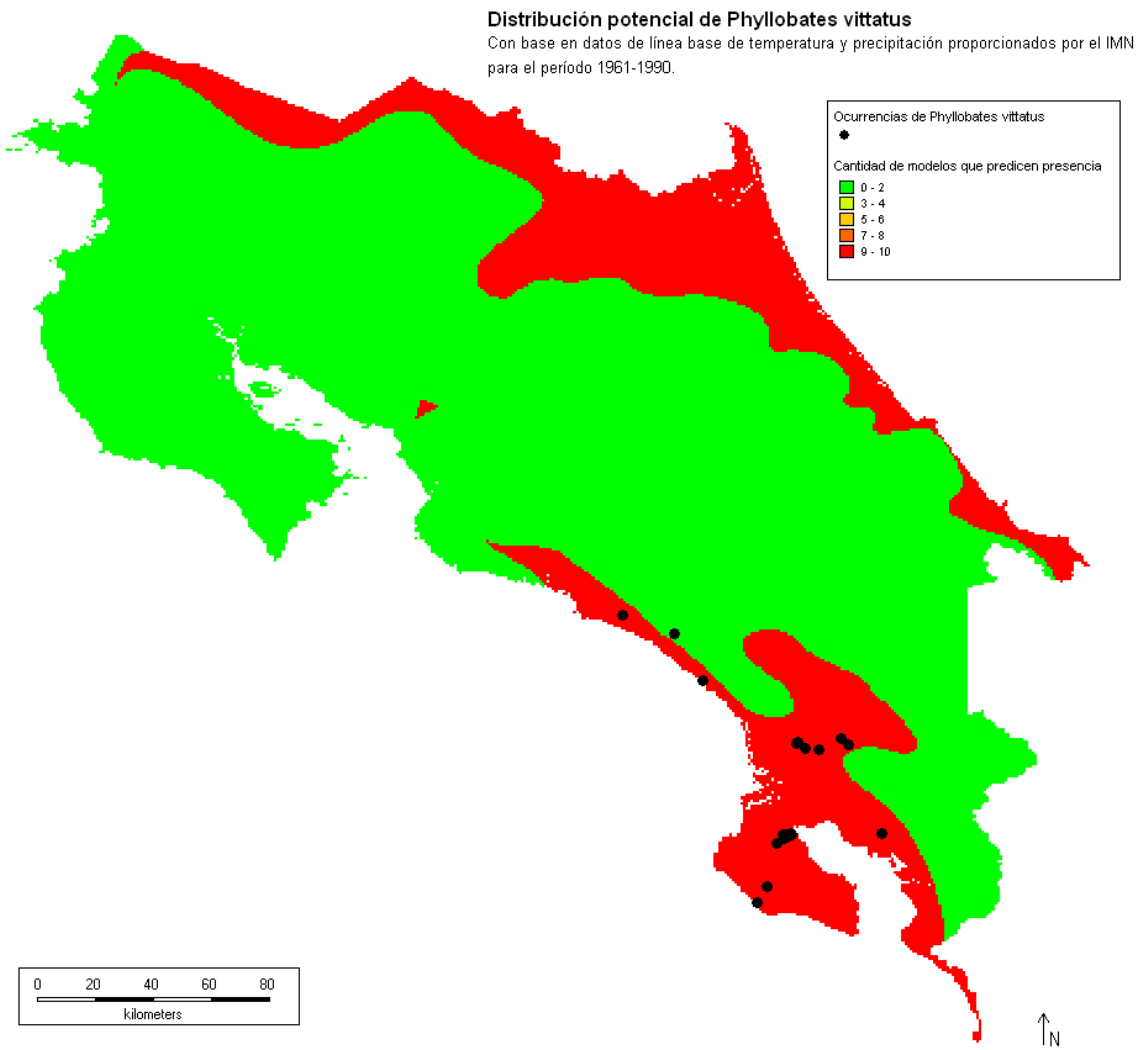 Distribución potencial de Phyllobates vittatus
Con base en datos de línea base de temperatura y precipitación proporcionados por el IMN
para el período 1961-1990.
Ocurrencias de Phyllobates vittatus
Cantidad de modelos que predicen presencia
0 - 2
3 - 4
5 - 6
7 - 8
9 - 10
0 20 40 60 80
kilometers
N